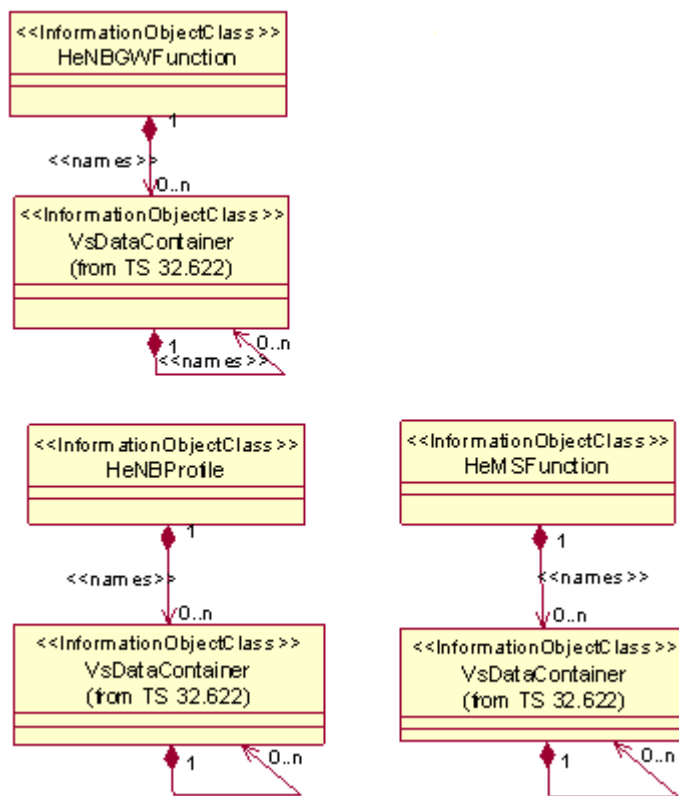 <<InformationObjectClass>>
HeNBGWFunction
1
<<names>>
0..n
<<InformationObjectClass>>
VsDataContainer
(from TS 32.622)
1
0..n
<<names>>
<<InformationObjectClass>>
HeNBProfile
1
<<names>>
0..n
<<InformationObjectClass>>
VsDataContainer
(from TS 32.622)
1
0..n
<<InformationObjectClass>>
HeMSFunction
1
<<names>>
0..n
<<InformationObjectClass>>
VsDataContainer
(from TS 32.622)
1
0..n